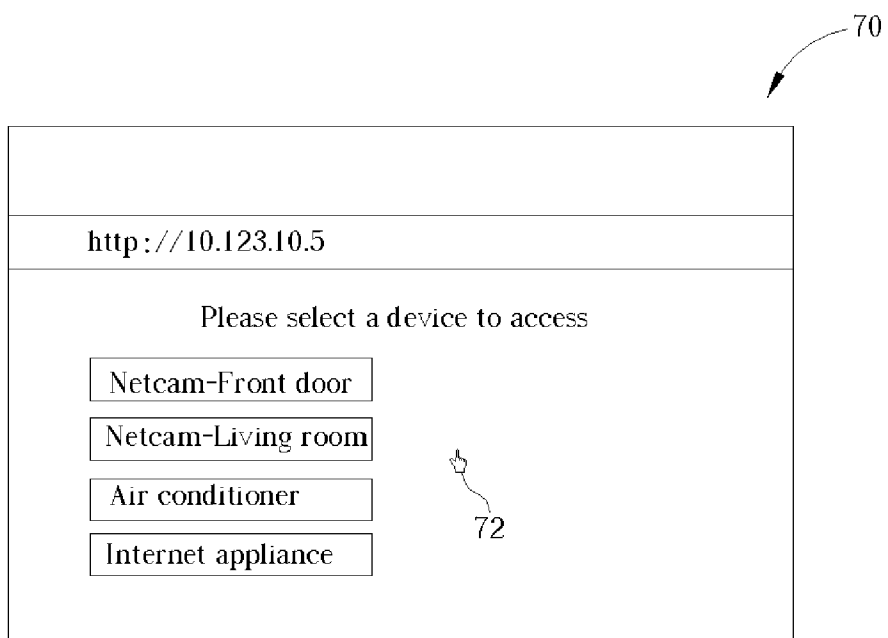 70
http://10.123.10.5
Please select a device to access
Netcam-Front door
Netcam-Living room
Air conditioner
72
Internet appliance